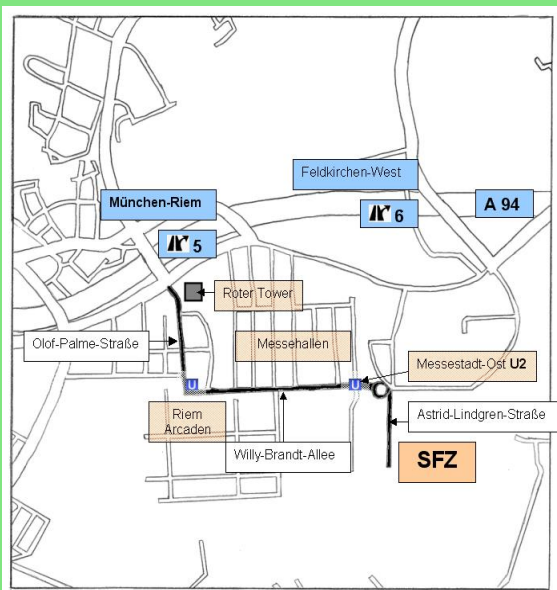 Feldkirchen-West
München-Riem
6
A 94
5
Roter Tower
Olof-Palme-Straße
Messehallen
Messestadt-Ost U2
U
U
Riem
Arcaden
Astrid-Lindgren-Straße
Willy-Brandt-Allee
SFZ